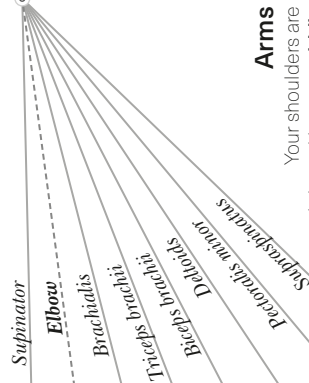 Supinator
Elbow
Brachialis
Triceps brachii
Biceps brachii
Deltoids
Pectoralis minor
Supraspinatus
Arms
Your shoulders are